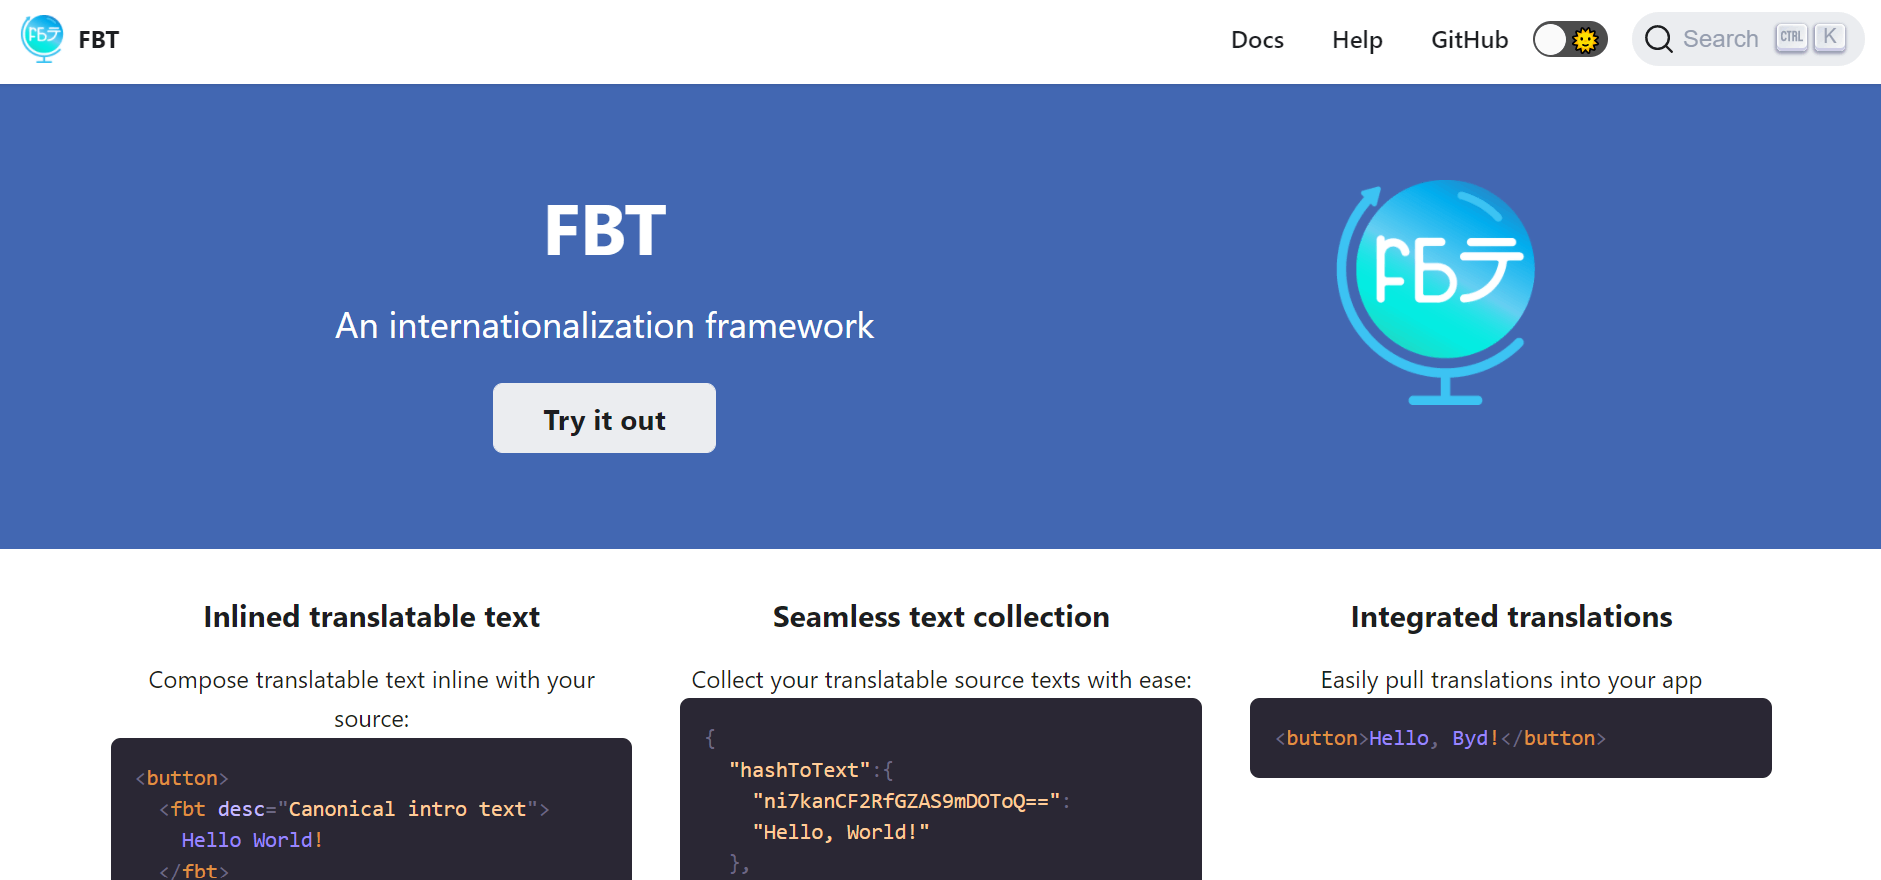 FBT
Docs
Help
GitHub
Search
CTRL
K
FBT
An internationalization framework
Try it out
Inlined translatable text
Compose translatable text inline with your
source:
<button>
<fbt desc="Canonical intro text">
Hello World!
</fbt>
Seamless text collection
Collect your translatable source texts with ease:
{
"hashToText":{
"ni7kanCF2RfGZAS9mDOToQ==":
"Hello, World!"
},
Integrated translations
Easily pull translations into your app
<button>Hello, Byd!</button>